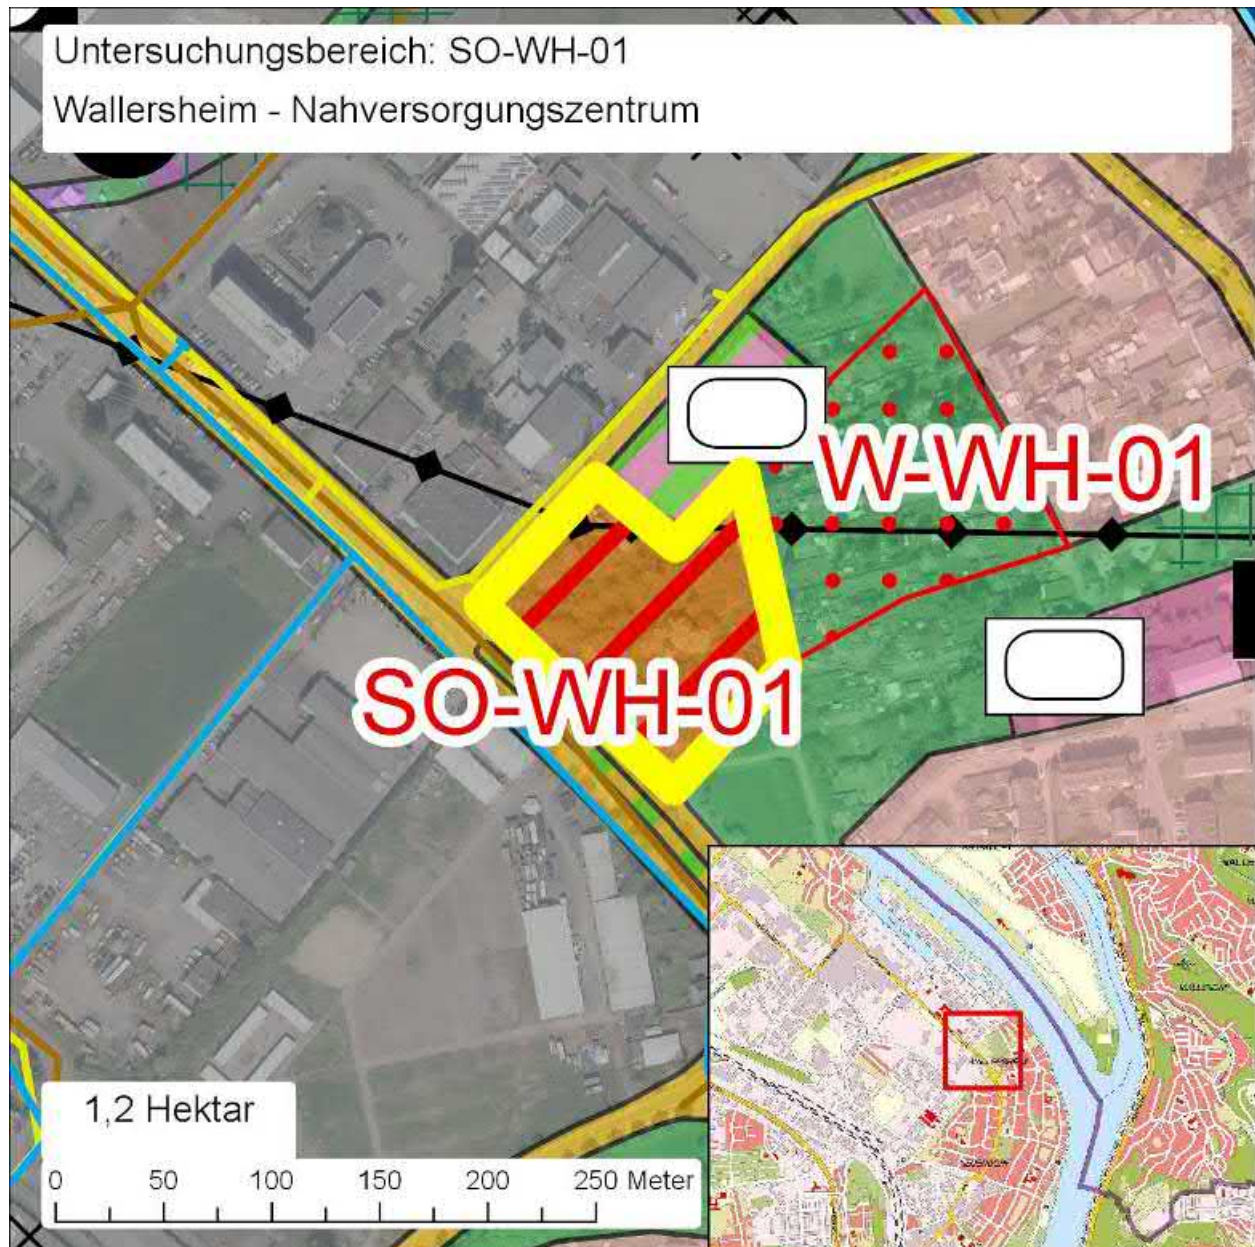 Untersuchungsbereich: SO-WH-01
Wallersheim - Nahversorgungszentrum
W-WH-01
SO-WH-01
1,2 Hektar
0 50 100 150 200 250 Meter